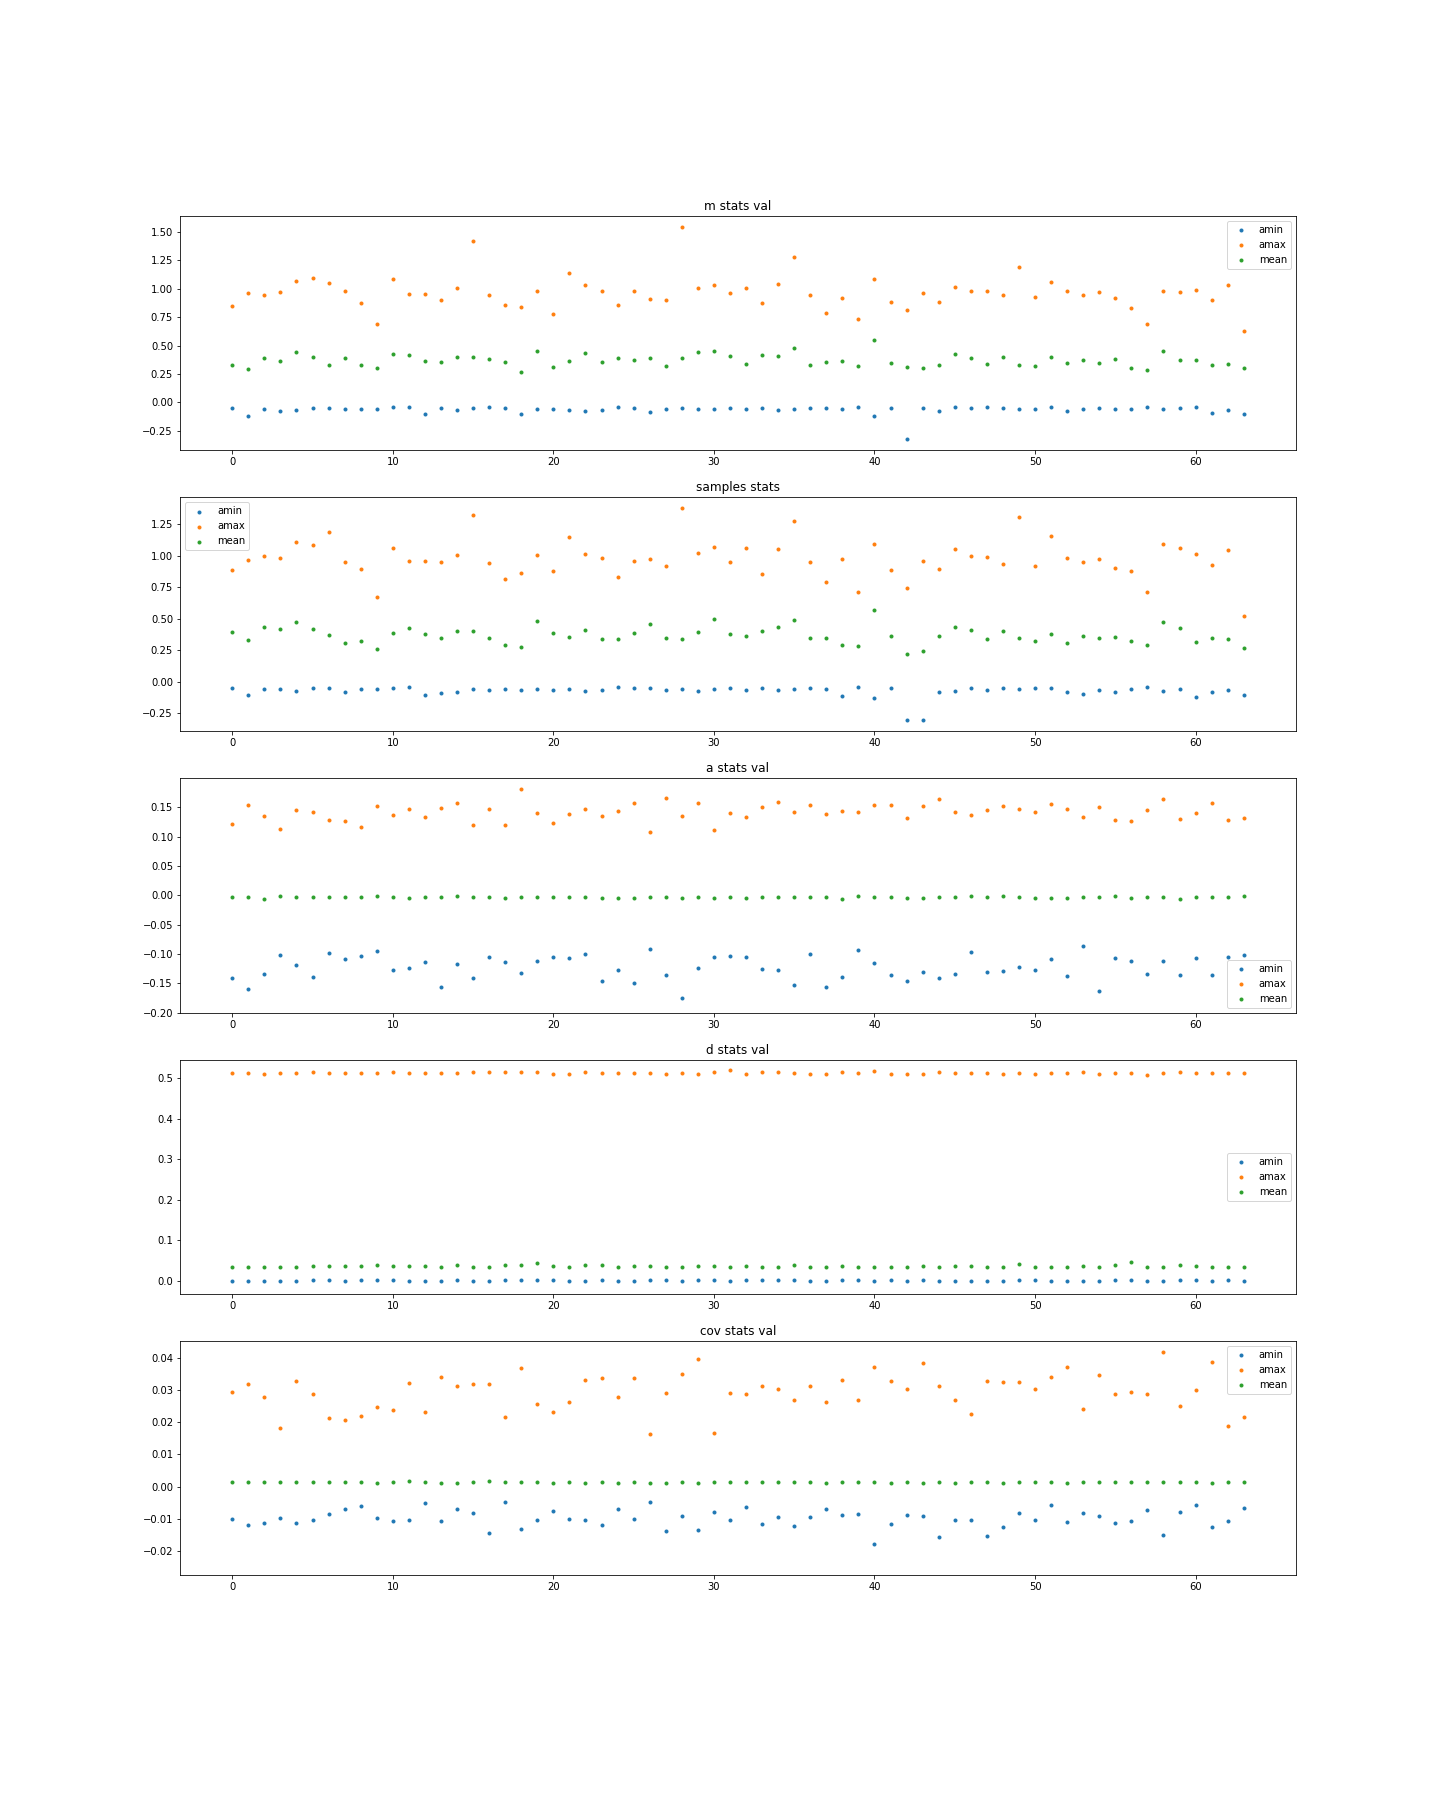 m stats val
1.50
1.25
1.00
0.75
0.50
0.25
0.00
−0.25
amin
amax
mean
0 10 20 30 40 50 60
samples stats
1.25
1.00
0.75
0.50
0.25
0.00
−0.25
amin
amax
mean
0 10 20 30 40 50 60
a stats val
0.15
0.10
0.05
0.00
−0.05
−0.10
−0.15
−0.20
amin
amax
mean
0 10 20 30 40 50 60
d stats val
0.5
0.4
0.3
0.2
0.1
0.0
amin
amax
mean
0 10 20 30 40 50 60
cov stats val
0.04
0.03
0.02
0.01
0.00
−0.01
−0.02
amin
amax
mean
0 10 20 30 40 50 60